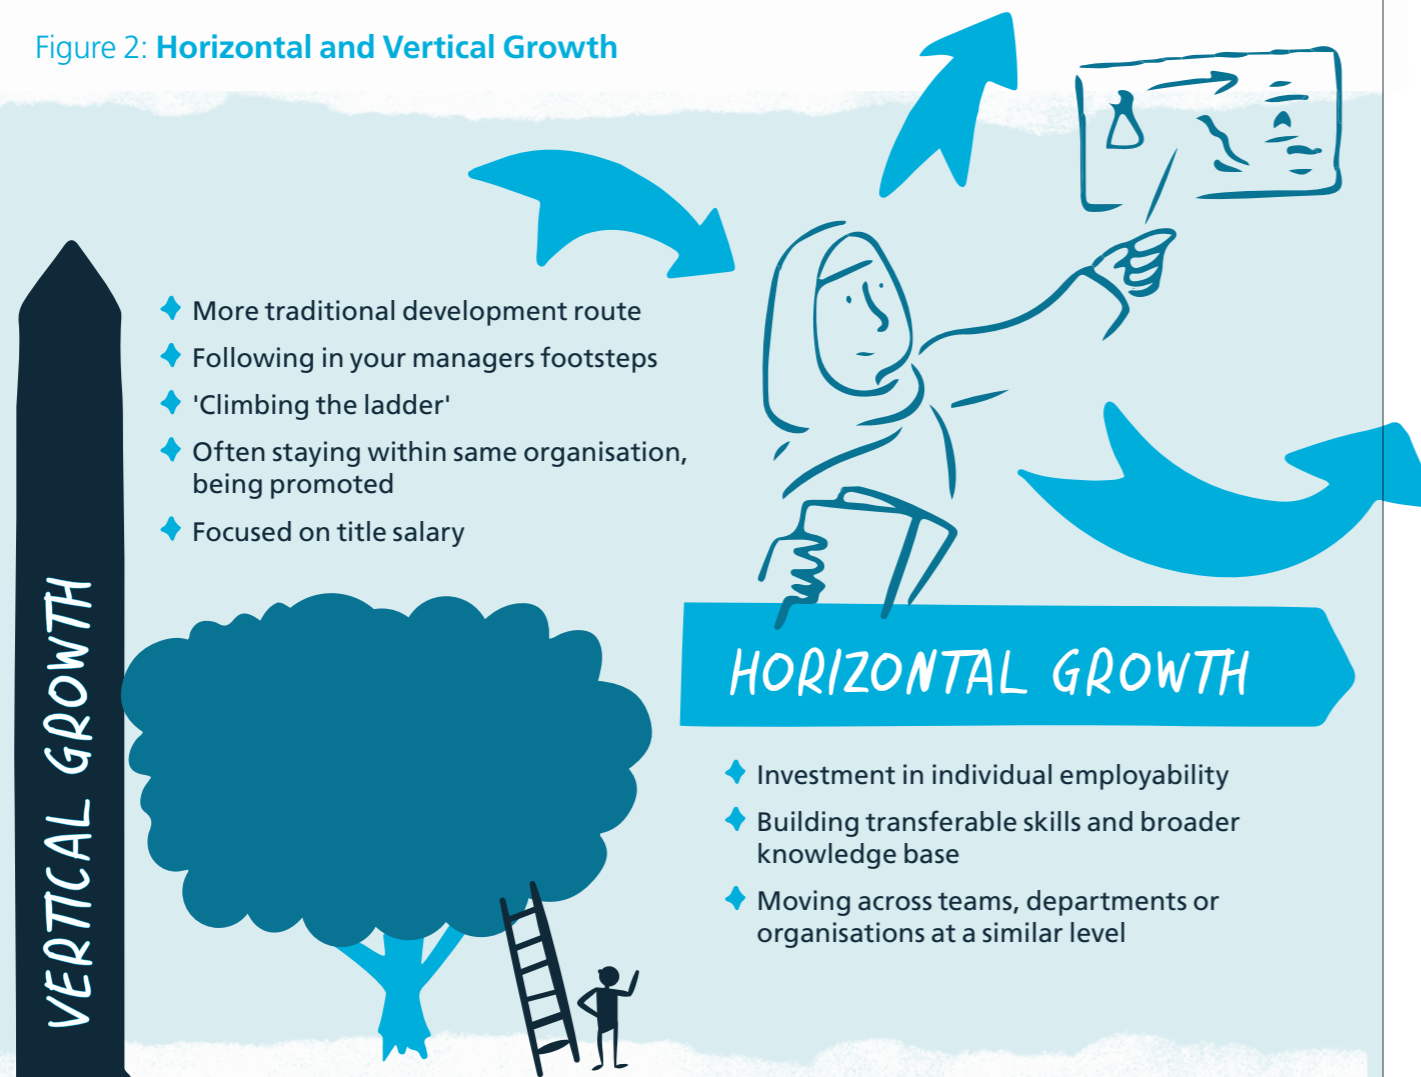 Figure 2: Horizontal and Vertical Growth
More traditional development route
Following in your managers footsteps
'Climbing the ladder'
Often staying within same organisation,
being promoted
Focused on title salary
VERTICAL GROWTH
HORIZONTAL GROWTH
Investment in individual employability
Building transferable skills and broader
knowledge base
Moving across teams, departments or
organisations at a similar level